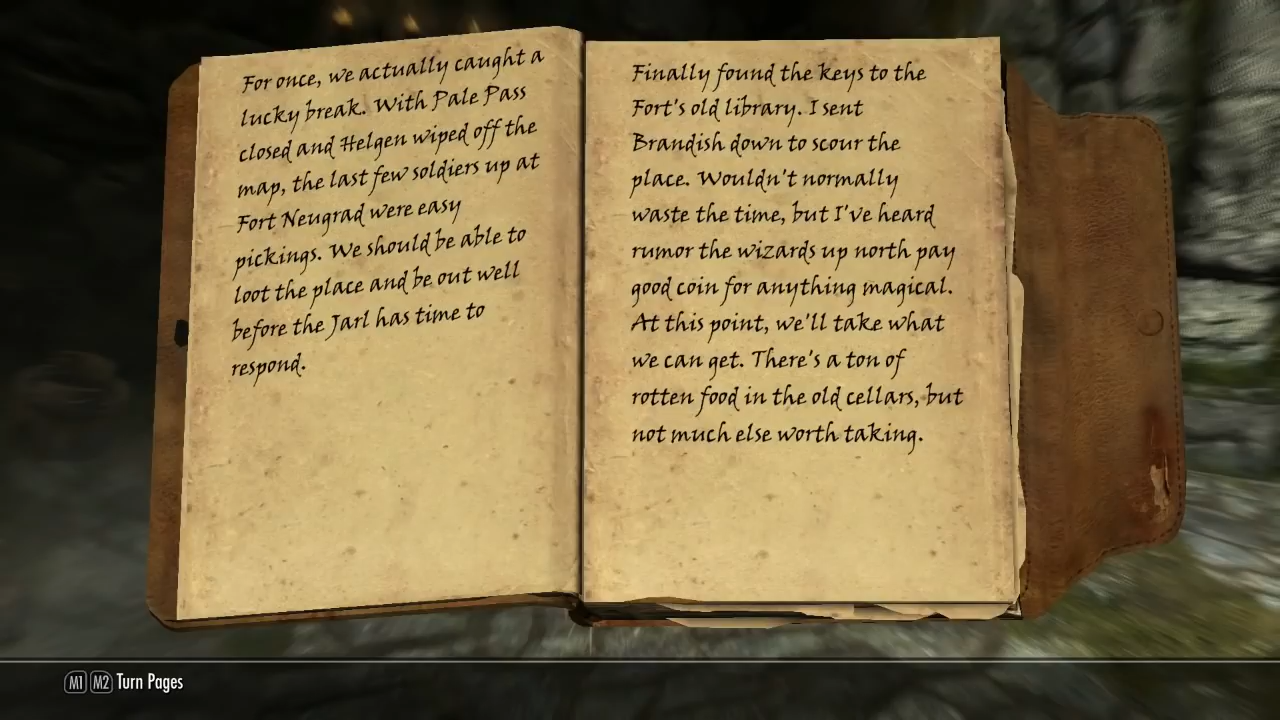 For once, we actually caught a
lucky break. With Pale Pass
closed and Helgen wiped off the
map, the last few soldiers up at
Fort Neugrad were easy
pickings. We should be able to
loot the place and be out well
before the Jarl has time to
respond.
Finally found the keys to the
Fort's old library. I sent
Brandish down to scour the
place. Wouldn't normally
waste the time, but I've heard
rumor the wizards up north pay
good coin for anything magical.
At this point, we'll take what
we can get. There's a ton of
rotten food in the old cellars, but
not much else worth taking.
M1 M2 Turn Pages